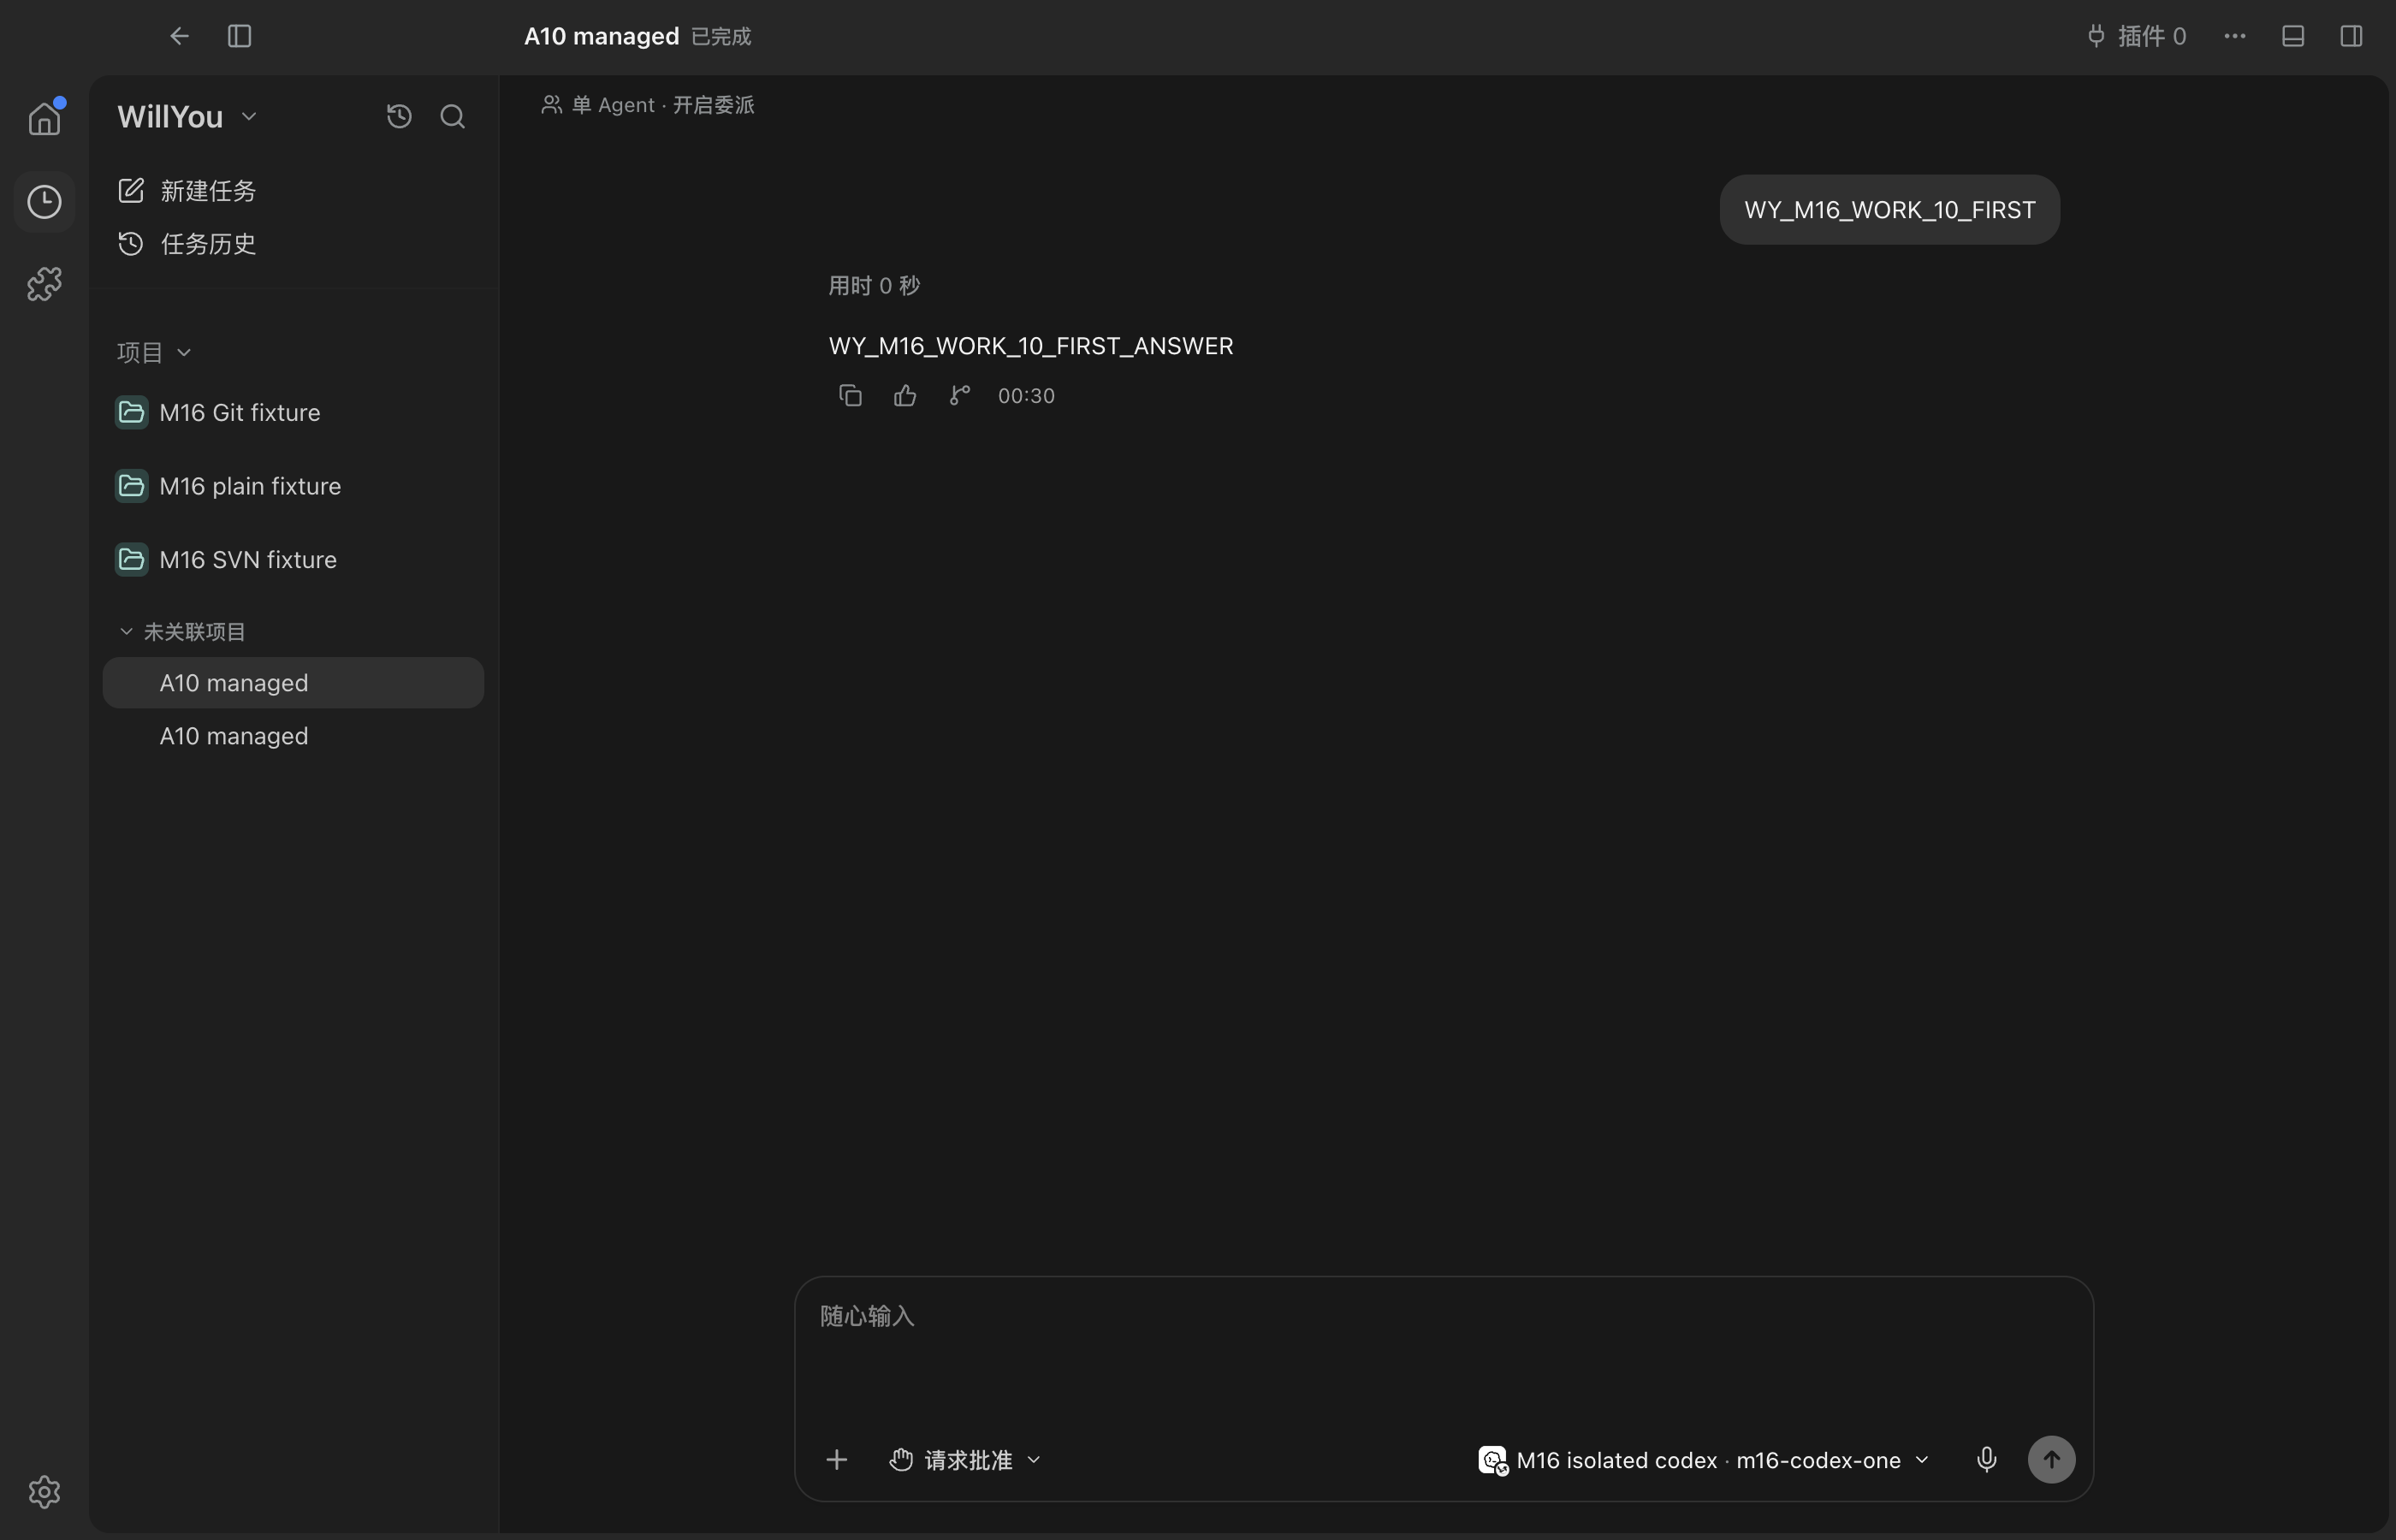 A10 managed 已完成
插件 0
WillYou
新建任务
任务历史
项目
M16 Git fixture
M16 plain fixture
M16 SVN fixture
未关联项目
A10 managed
A10 managed
单 Agent · 开启委派
WY_M16_WORK_10_FIRST
用时 0 秒
WY_M16_WORK_10_FIRST_ANSWER
00:30
随心输入
请求批准
M16 isolated codex · m16-codex-one